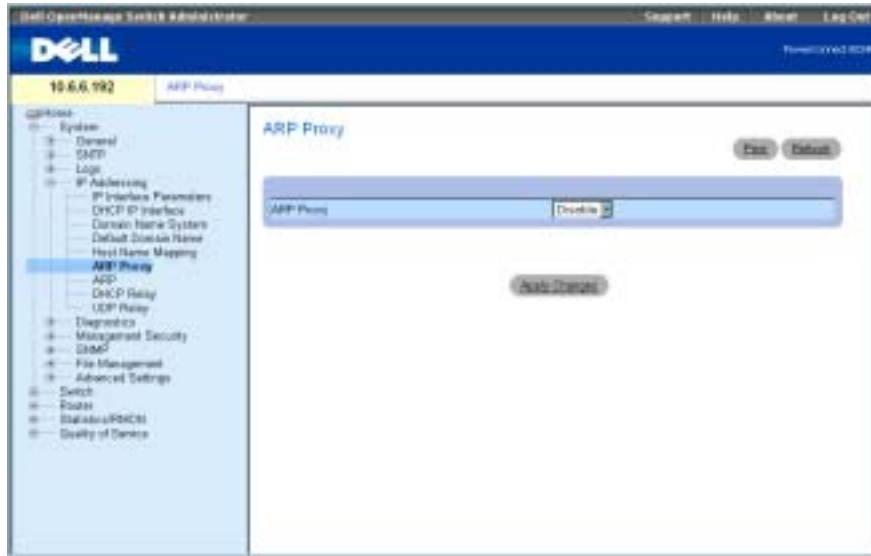 Dell OpenManage Switch Administrator
Support Help About Log Out
DELL
10.6.6.192
ARP Proxy
Home
System
General
SNTP
Logs
IP Addressing
IP Interface Parameters
DHCP IP Interface
Domain Name System
Default Domain Name
Host Name Mapping
ARP Proxy
ARP
DHCP Relay
UDP Relay
Diagnostics
Management Security
SNMP
File Management
Advanced Settings
Switch
Router
Statistics/RMON
Quality of Service
ARP Proxy
Print Refresh
ARP Proxy
Disable
Apply Changes